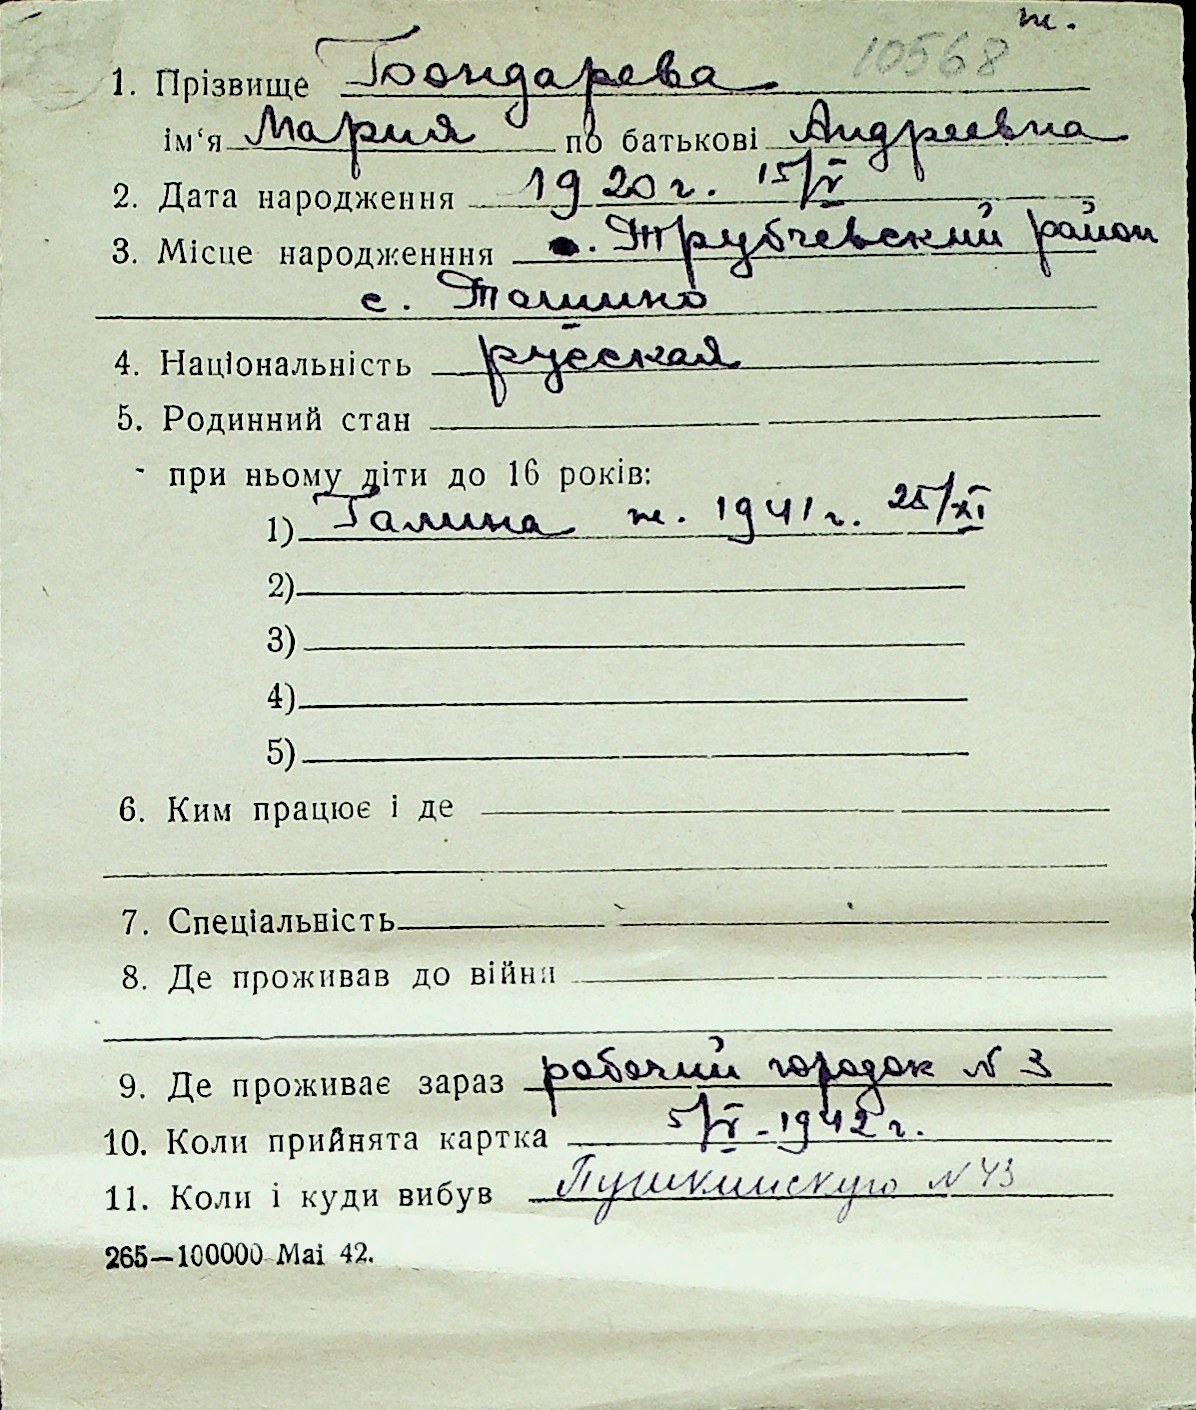 ж.
10568
1. Прізвище Бондарева
ім‘я Мария по батькові Андреевна
2. Дата народження 1920 г. 15/V
3. Місце народженння . Трубчевский район
с. Тошино
4. Національність русская
5. Родинний стан
- при ньому діти до 16 років:
1) Галина ж. 1941 г. 25/XI
2)
3)
4)
5)
6. Ким працює і де
7. Спеціальність
8. Де проживав до війни
9. Де проживає зараз рабочий городок N 3
10. Коли прийнята картка 5/V - 1942 г.
11. Коли і куди вибув Пушкинскую N 43
265—100000 Mai 42.